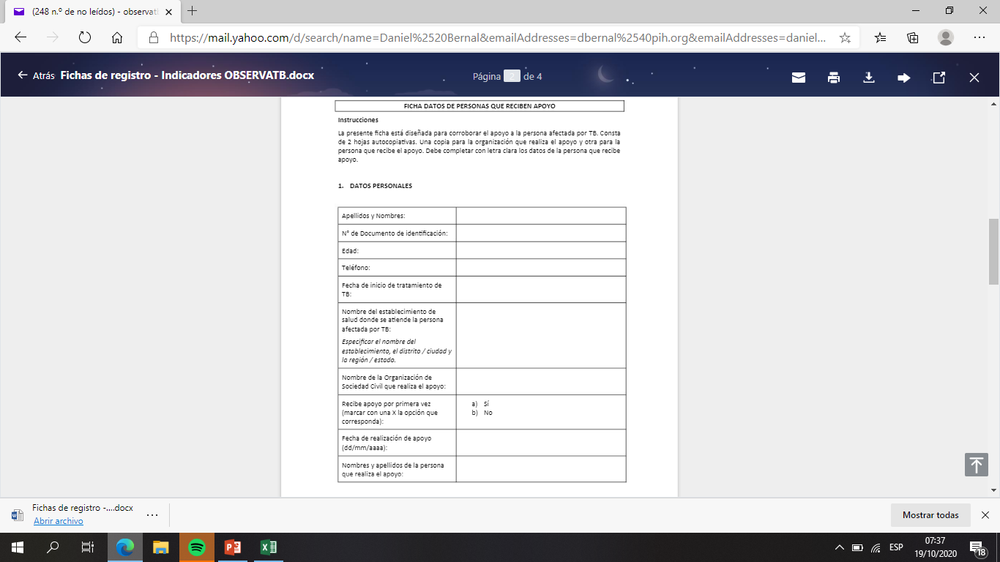 (248 n.º de no leídos) - observatb
https://mail.yahoo.com/d/search/name=Daniel%2520Bernal&emailAddresses=dbernal%2540pih.org&emailAddresses=daniel...
Atrás Fichas de registro - Indicadores OBSERVATB.docx
Página 2 de 4
FICHA DATOS DE PERSONAS QUE RECIBEN APOYO
Instrucciones
La presente ficha está diseñada para corroborar el apoyo a la persona afectada por TB. Consta
de 2 hojas autocopiativas. Una copia para la organización que realiza el apoyo y otra para la
persona que recibe el apoyo. Debe completar con letra clara los datos de la persona que recibe
apoyo.
1. DATOS PERSONALES
Apellidos y Nombres:
N° de Documento de identificación:
Edad:
Teléfono:
Fecha de inicio de tratamiento de
TB:
Nombre del establecimiento de
salud donde se atiende la persona
afectada por TB:
Especificar el nombre del
establecimiento, el distrito / ciudad y
la región / estado.
Nombre de la Organización de
Sociedad Civil que realiza el apoyo:
Recibe apoyo por primera vez
(marcar con una X la opción que
corresponda):
a) Sí
b) No
Fecha de realización de apoyo
(dd/mm/aaaa):
Nombres y apellidos de la persona
que realiza el apoyo:
Fichas de registro -....docx
Abrir archivo
Mostrar todas
ESP
07:37
19/10/2020
18